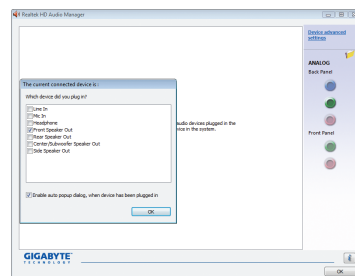 Realtek HD Audio Manager
Device advanced
settings
ANALOG
Back Panel
Front Panel
The current connected device is :
Which device did you plug in?
Line In
Mic In
Headphone
Front Speaker Out
Rear Speaker Out
Center/Subwoofer Speaker Out
Side Speaker Out
audio devices plugged in the
vice in the system.
Enable auto popup dialog, when device has been plugged in
OK
GIGABYTE
TECHNOLOGY
OK